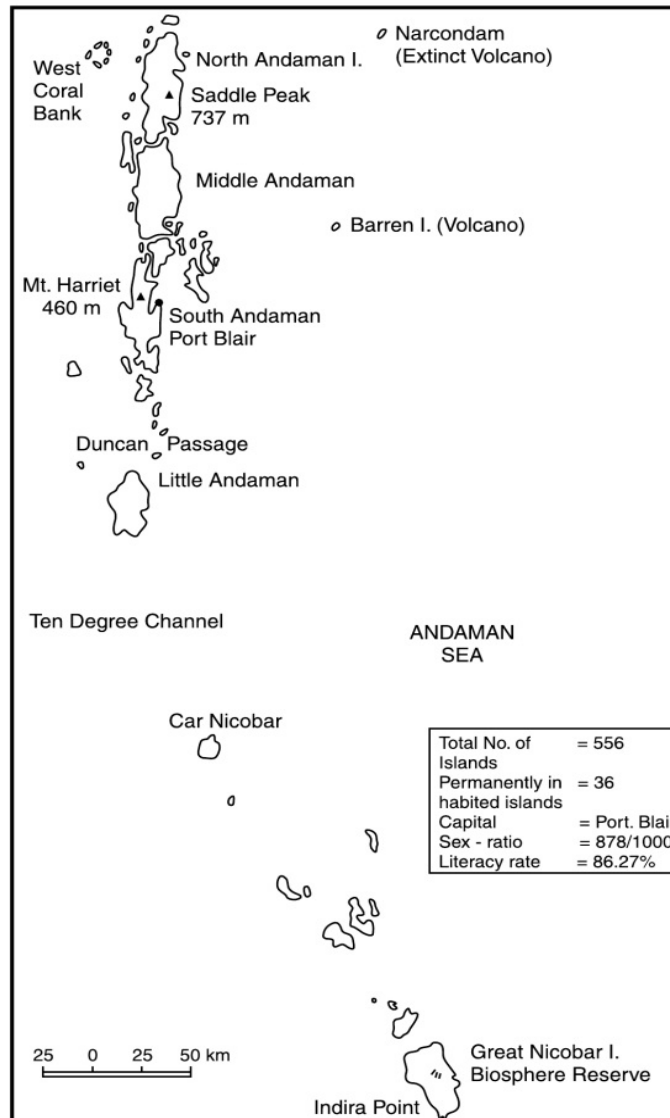 West
Coral
Bank
North Andaman I.
Saddle Peak
737 m
Narcondam
(Extinct Volcano)
Middle Andaman
Barren I. (Volcano)
Mt. Harriet
460 m
South Andaman
Port Blair
Duncan Passage
Little Andaman
Ten Degree Channel
ANDAMAN
SEA
Car Nicobar
Total No. of = 556
Islands
Permanently in = 36
habited islands
Capital = Port. Blair
Sex - ratio = 878/1000
Literacy rate = 86.27%
25 0 25 50 km
Great Nicobar I.
Biosphere Reserve
Indira Point